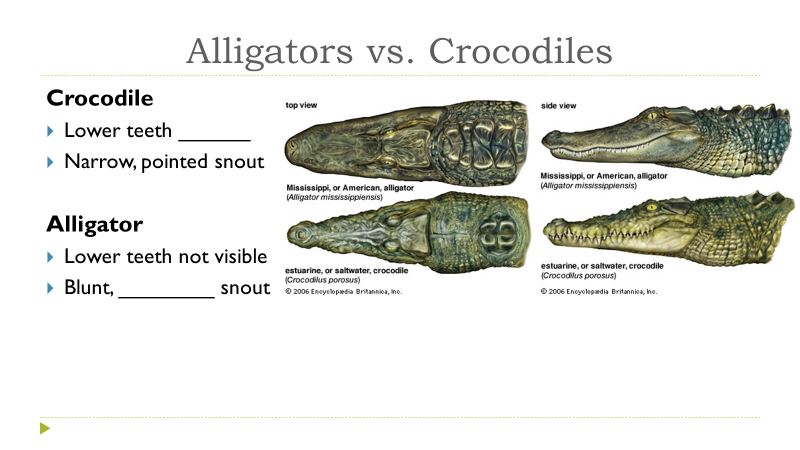 Alligators vs. Crocodiles
Crocodile
Lower teeth _______
Narrow, pointed snout
Alligator
Lower teeth not visible
Blunt, _________ snout
top view
Mississippi, or American, alligator
(Alligator mississippiensis)
estuarine, or saltwater, crocodile
(Crocodilus porosus)
© 2006 Encyclopædia Britannica, Inc.
side view
Mississippi, or American, alligator
(Alligator mississippiensis)
estuarine, or saltwater, crocodile
(Crocodilus porosus)
© 2006 Encyclopædia Britannica, Inc.